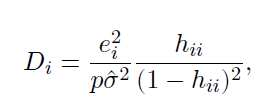 D_i = \frac{e_i^2}{p\hat{\sigma}^2} \frac{h_{ii}}{(1 - h_{ii})^2},